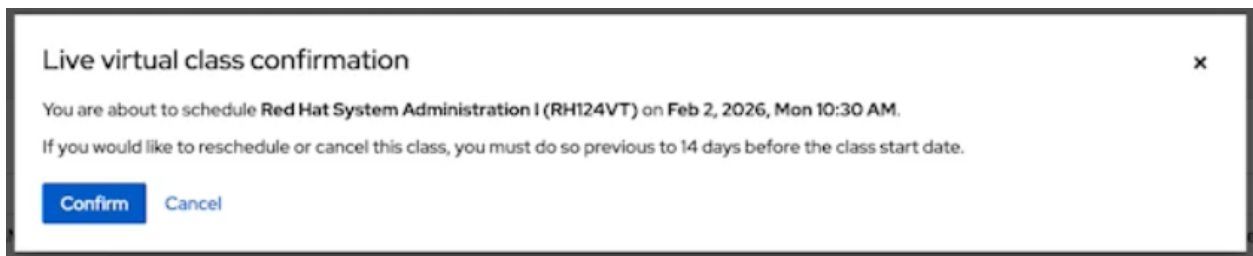 Live virtual class confirmation
You are about to schedule Red Hat System Administration I (RH124VT) on Feb 2, 2026, Mon 10:30 AM.
If you would like to reschedule or cancel this class, you must do so previous to 14 days before the class start date.
Confirm Cancel